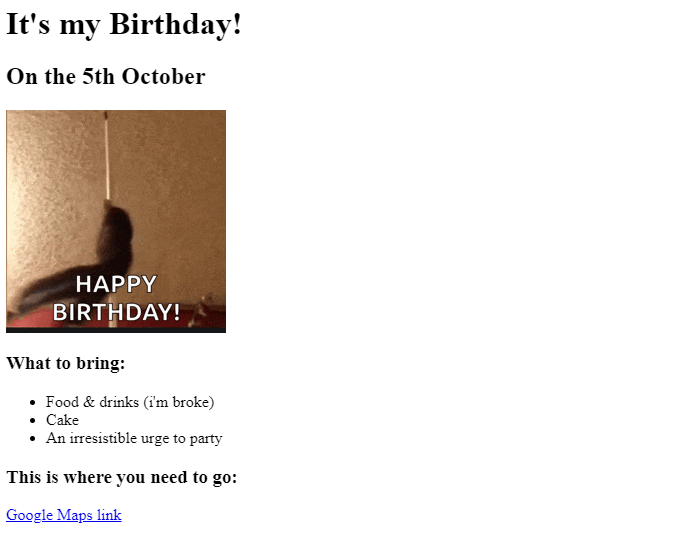 It's my Birthday!
On the 5th October
HAPPY
BIRTHDAY!
What to bring:
Food & drinks (i'm broke)
Cake
An irresistible urge to party
This is where you need to go:
Google Maps link